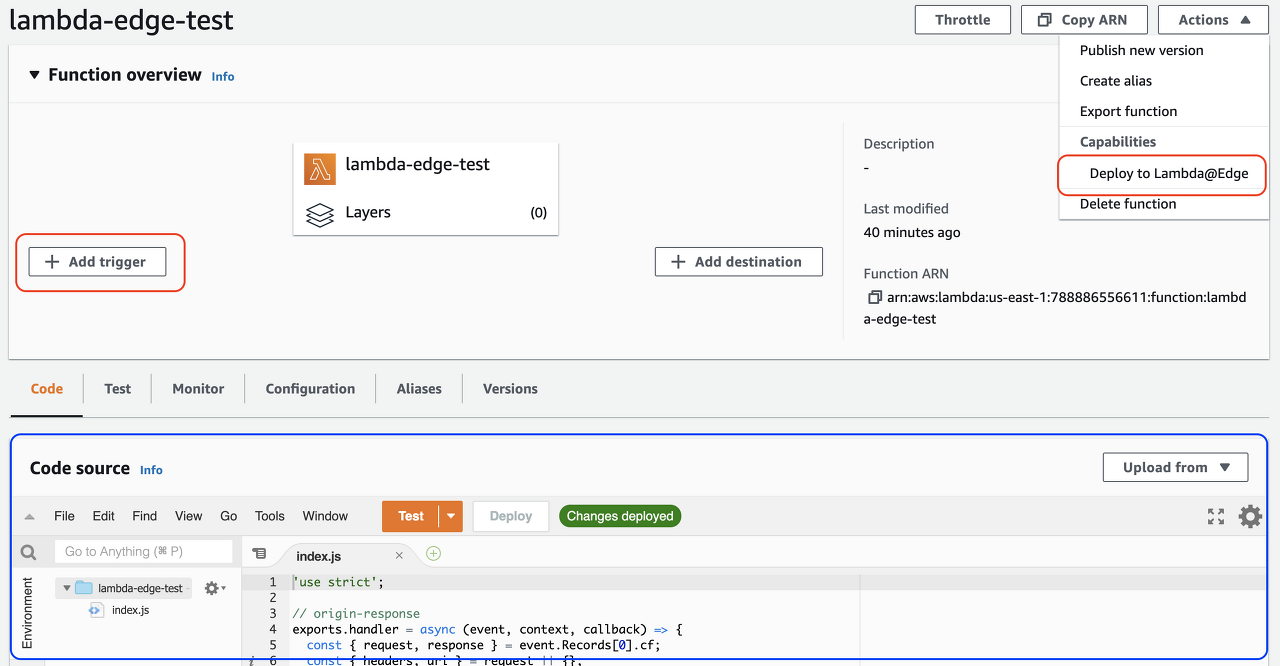 lambda-edge-test
Throttle
Copy ARN
Actions
Publish new version
Create alias
Export function
Capabilities
Deploy to Lambda@Edge
Delete function
Function overview Info
lambda-edge-test
Layers (0)
Add trigger
Add destination
Description
-
Last modified
40 minutes ago
Function ARN
arn:aws:lambda:us-east-1:788886556611:function:lambd
a-edge-test
Code Test Monitor Configuration Aliases Versions
Code source Info
Upload from
File Edit Find View Go Tools Window Test Deploy Changes deployed
Go to Anything (⌘ P)
index.js
Environment
lambda-edge-test
index.js
1 'use strict';
2
3 // origin-response
4 exports.handler = async (event, context, callback) => {
5 const { request, response } = event.Records[0].cf;
6 const { headers, uri } = request || {},